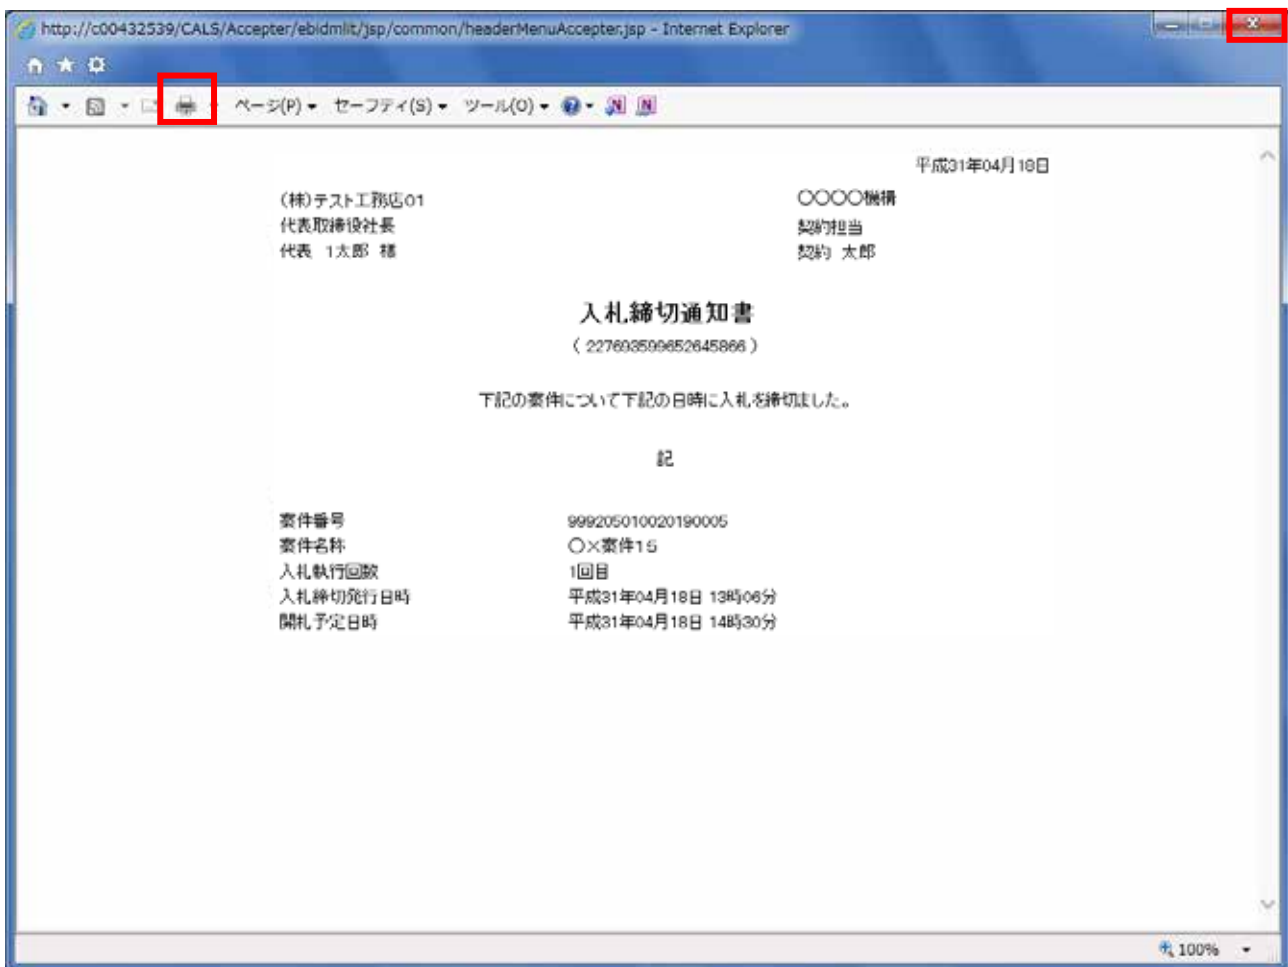 http://c00432539/CALS/Accepter/ebidmlit/jsp/common/headerMenuAccepter.jsp - Internet Explorer
ページ(P) セーフティ(S) ツール(O)
平成31年04月18日
(株)テスト工務店01 〇〇〇〇機構
代表取締役社長 契約担当
代表 1太郎 様 契約 太郎
入札締切通知書
( 227693599652645866 )
下記の案件について下記の日時に入札を締切ました。
記
案件番号 999205010020190005
案件名称 〇×案件15
入札執行回数 1回目
入札締切発行日時 平成31年04月18日 13時06分
開札予定日時 平成31年04月18日 14時30分
100%